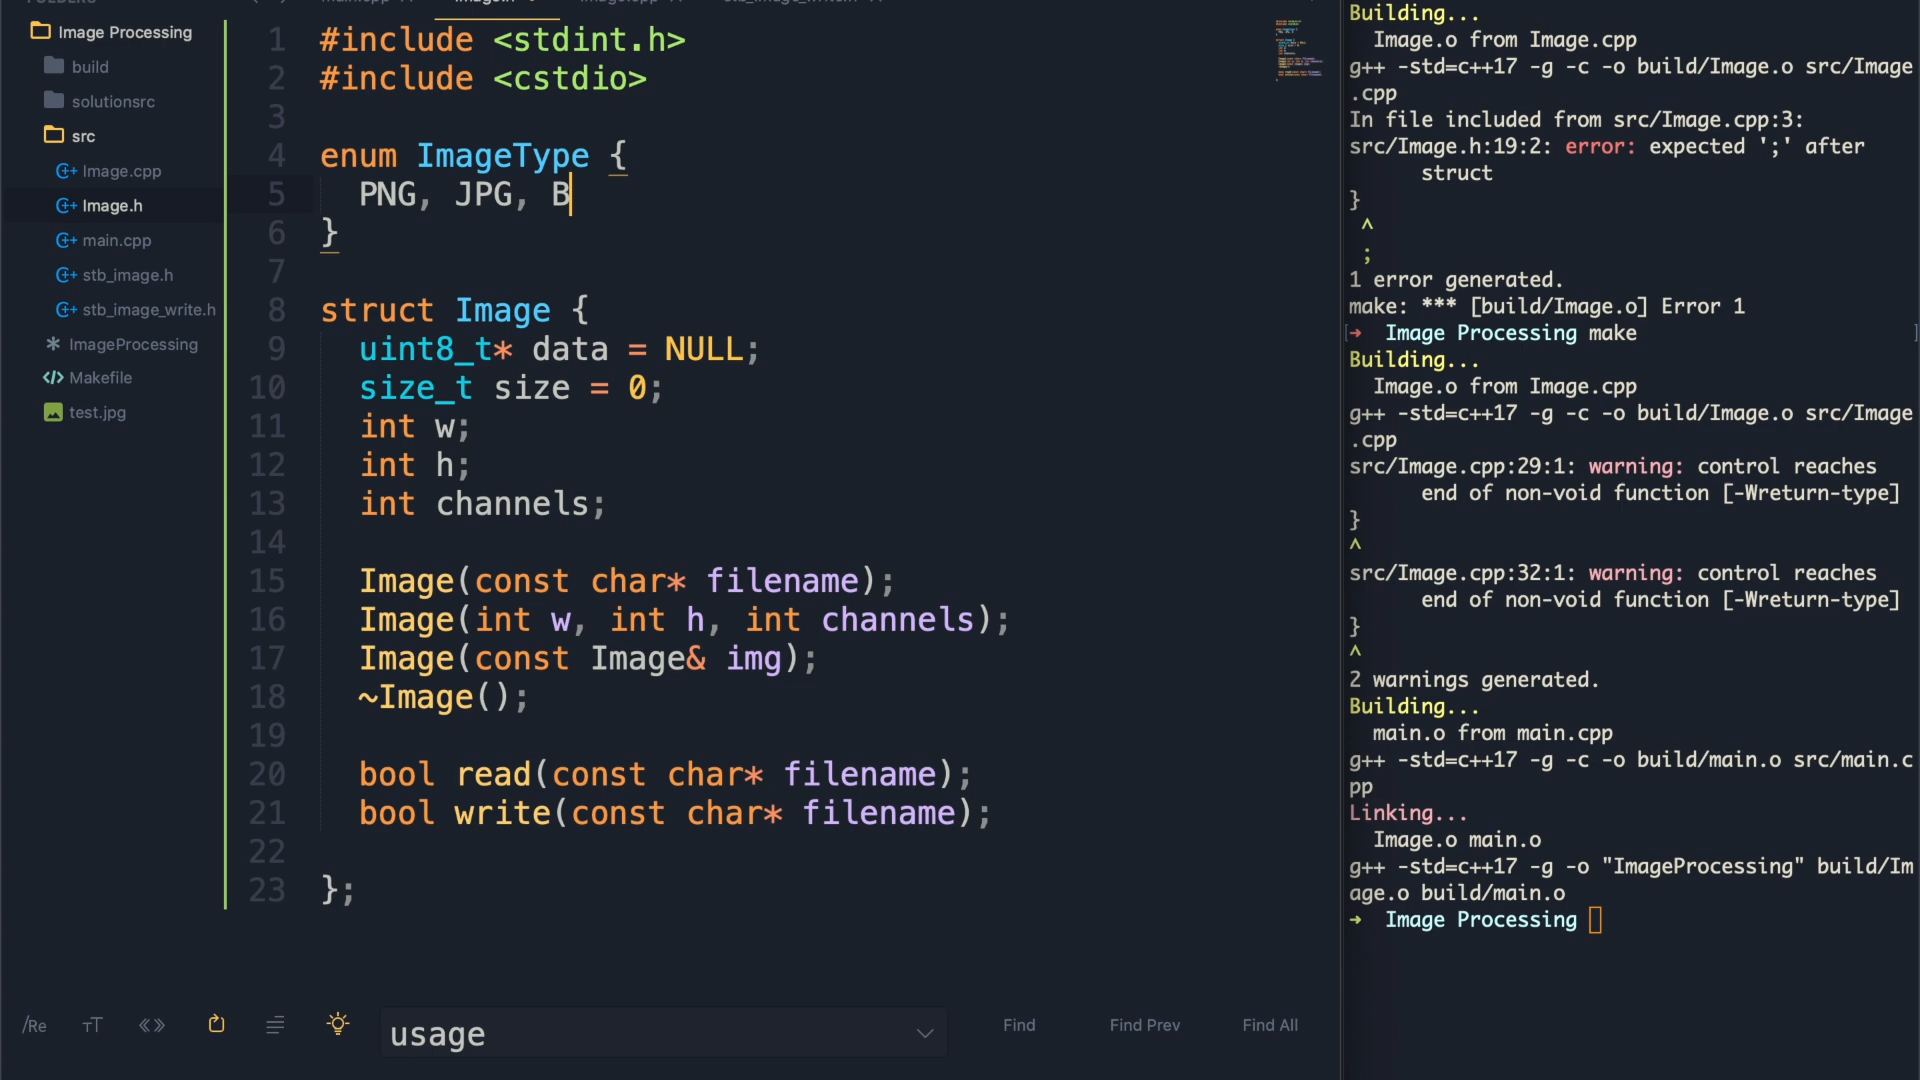 Image Processing
build
solutionsrc
src
Image.cpp
Image.h
main.cpp
stb_image.h
stb_image_write.h
ImageProcessing
Makefile
test.jpg
1 #include <stdint.h>
2 #include <cstdio>
3
4 enum ImageType {
5 PNG, JPG, B
6 }
7
8 struct Image {
9 uint8_t* data = NULL;
10 size_t size = 0;
11 int w;
12 int h;
13 int channels;
14
15 Image(const char* filename);
16 Image(int w, int h, int channels);
17 Image(const Image& img);
18 ~Image();
19
20 bool read(const char* filename);
21 bool write(const char* filename);
22
23 };
/Re
usage
Find
Find Prev
Find All
Building...
Image.o from Image.cpp
g++ -std=c++17 -g -c -o build/Image.o src/Image
.cpp
In file included from src/Image.cpp:3:
src/Image.h:19:2: error: expected ';' after
struct
}
^
;
1 error generated.
make: *** [build/Image.o] Error 1
→ Image Processing make
Building...
Image.o from Image.cpp
g++ -std=c++17 -g -c -o build/Image.o src/Image
.cpp
src/Image.cpp:29:1: warning: control reaches
end of non-void function [-Wreturn-type]
}
^
src/Image.cpp:32:1: warning: control reaches
end of non-void function [-Wreturn-type]
}
^
2 warnings generated.
Building...
main.o from main.cpp
g++ -std=c++17 -g -c -o build/main.o src/main.c
pp
Linking...
Image.o main.o
g++ -std=c++17 -g -o "ImageProcessing" build/Im
age.o build/main.o
→ Image Processing